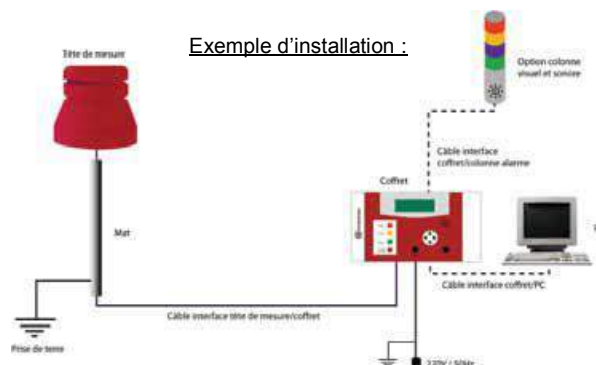 Exemple d'installation :
Tête de mesure
Option colonne
visuel et sonore
Câble interface
coffret/colonne alarme
Coffret
Mat
Câble interface coffret/PC
Câble interface tête de mesure/coffret
Prise de terre
220V / 50Hz